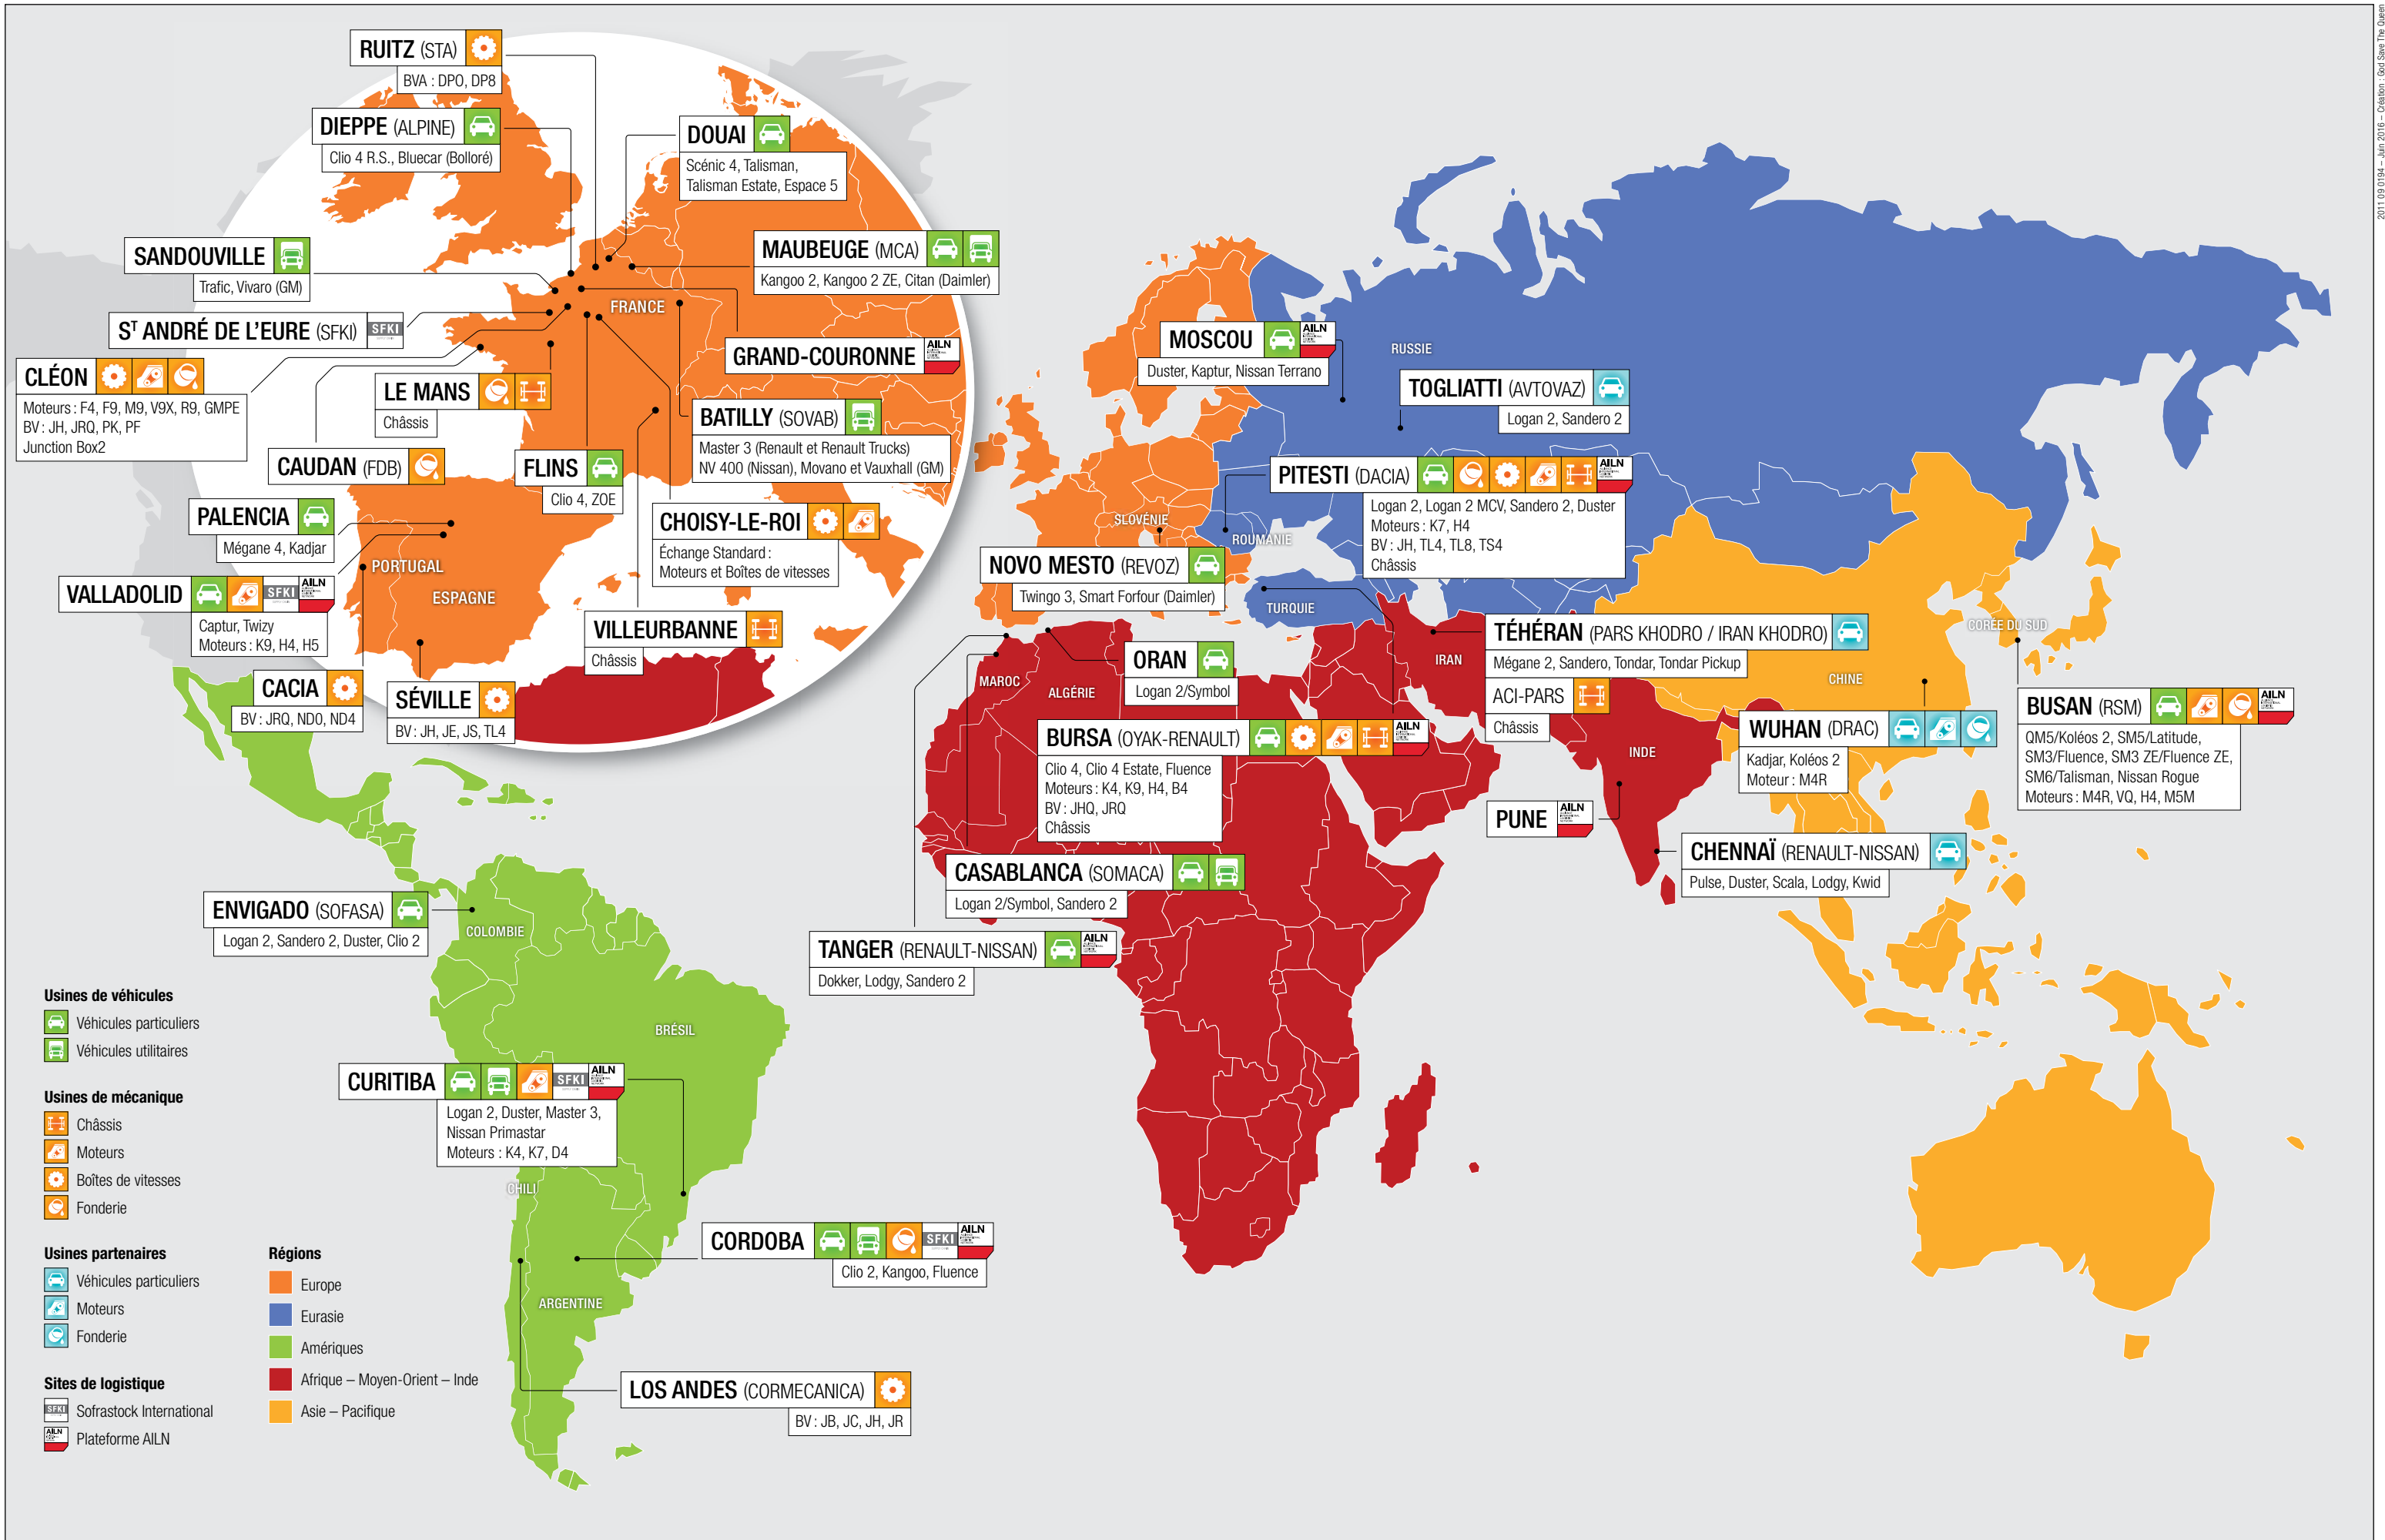 2011 019 0194 – Juin 2016 – Création : God Save The Queen
RUITZ (STA)
BVA : DPO, DP8
DIEPPE (ALPINE)
Clio 4 R.S., Bluecar (Bolloré)
DOUAI
Scénic 4, Talisman,
Talisman Estate, Espace 5
SANDOUVILLE
Trafic, Vivaro (GM)
MAUBEUGE (MCA)
Kangoo 2, Kangoo 2 ZE, Citan (Daimler)
FRANCE
ST ANDRÉ DE L'EURE (SFKI)
SFKI
GRAND-COURONNE
AILN
CLÉON
Moteurs : F4, F9, M9, V9X, R9, GMPE
BV : JH, JRQ, PK, PF
Junction Box2
LE MANS
Châssis
BATILLY (SOVAB)
Master 3 (Renault et Renault Trucks)
NV 400 (Nissan), Movano et Vauxhall (GM)
CAUDAN (FDB)
FLINS
Clio 4, ZOE
PALENCIA
Mégane 4, Kadjar
CHOISY-LE-ROI
Échange Standard :
Moteurs et Boîtes de vitesses
PORTUGAL
ESPAGNE
VALLADOLID
SFKI
AILN
Captur, Twizy
Moteurs : K9, H4, H5
VILLEURBANNE
Châssis
CACIA
BV : JRQ, ND0, ND4
SÉVILLE
BV : JH, JE, JS, TL4
MOSCOU
AILN
Duster, Kaptur, Nissan Terrano
RUSSIE
TOGLIATTI (AVTOVAZ)
Logan 2, Sandero 2
PITESTI (DACIA)
AILN
Logan 2, Logan 2 MCV, Sandero 2, Duster
Moteurs : K7, H4
BV : JH, TL4, TL8, TS4
Châssis
SLOVÉNIE
ROUMANIE
NOVO MESTO (REVOZ)
Twingo 3, Smart Forfour (Daimler)
TURQUIE
TÉHÉRAN (PARS KHODRO / IRAN KHODRO)
Mégane 2, Sandero, Tondar, Tondar Pickup
ACI-PARS
Châssis
IRAN
ORAN
Logan 2/Symbol
MAROC
ALGÉRIE
CORÉE DU SUD
CHINE
BUSAN (RSM)
AILN
QM5/Koléos 2, SM5/Latitude,
SM3/Fluence, SM3 ZE/Fluence ZE,
SM6/Talisman, Nissan Rogue
Moteurs : M4R, VQ, H4, M5M
BURSA (OYAK-RENAULT)
AILN
Clio 4, Clio 4 Estate, Fluence
Moteurs : K4, K9, H4, B4
BV : JHQ, JRQ
Châssis
WUHAN (DRAC)
Kadjar, Koléos 2
Moteur : M4R
INDE
PUNE
AILN
CHENNAÏ (RENAULT-NISSAN)
Pulse, Duster, Scala, Lodgy, Kwid
CASABLANCA (SOMACA)
Logan 2/Symbol, Sandero 2
TANGER (RENAULT-NISSAN)
AILN
Dokker, Lodgy, Sandero 2
ENVIGADO (SOFASA)
Logan 2, Sandero 2, Duster, Clio 2
COLOMBIE
BRÉSIL
CURITIBA
SFKI
AILN
Logan 2, Duster, Master 3,
Nissan Primastar
Moteurs : K4, K7, D4
CHILI
CORDOBA
SFKI
AILN
Clio 2, Kangoo, Fluence
ARGENTINE
LOS ANDES (CORMECANICA)
BV : JB, JC, JH, JR
Usines de véhicules
Véhicules particuliers
Véhicules utilitaires
Usines de mécanique
Châssis
Moteurs
Boîtes de vitesses
Fonderie
Usines partenaires
Véhicules particuliers
Moteurs
Fonderie
Sites de logistique
SFKI
Sofrastock International
AILN
Plateforme AILN
Régions
Europe
Eurasie
Amériques
Afrique – Moyen-Orient – Inde
Asie – Pacifique